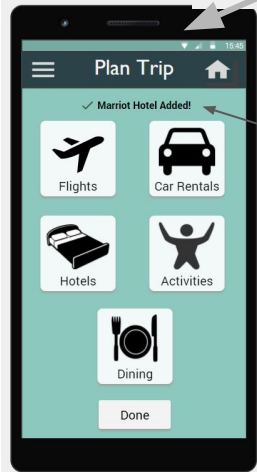 15:45
Plan Trip
Marriot Hotel Added!
Flights
Car Rentals
Hotels
Activities
Dining
Done